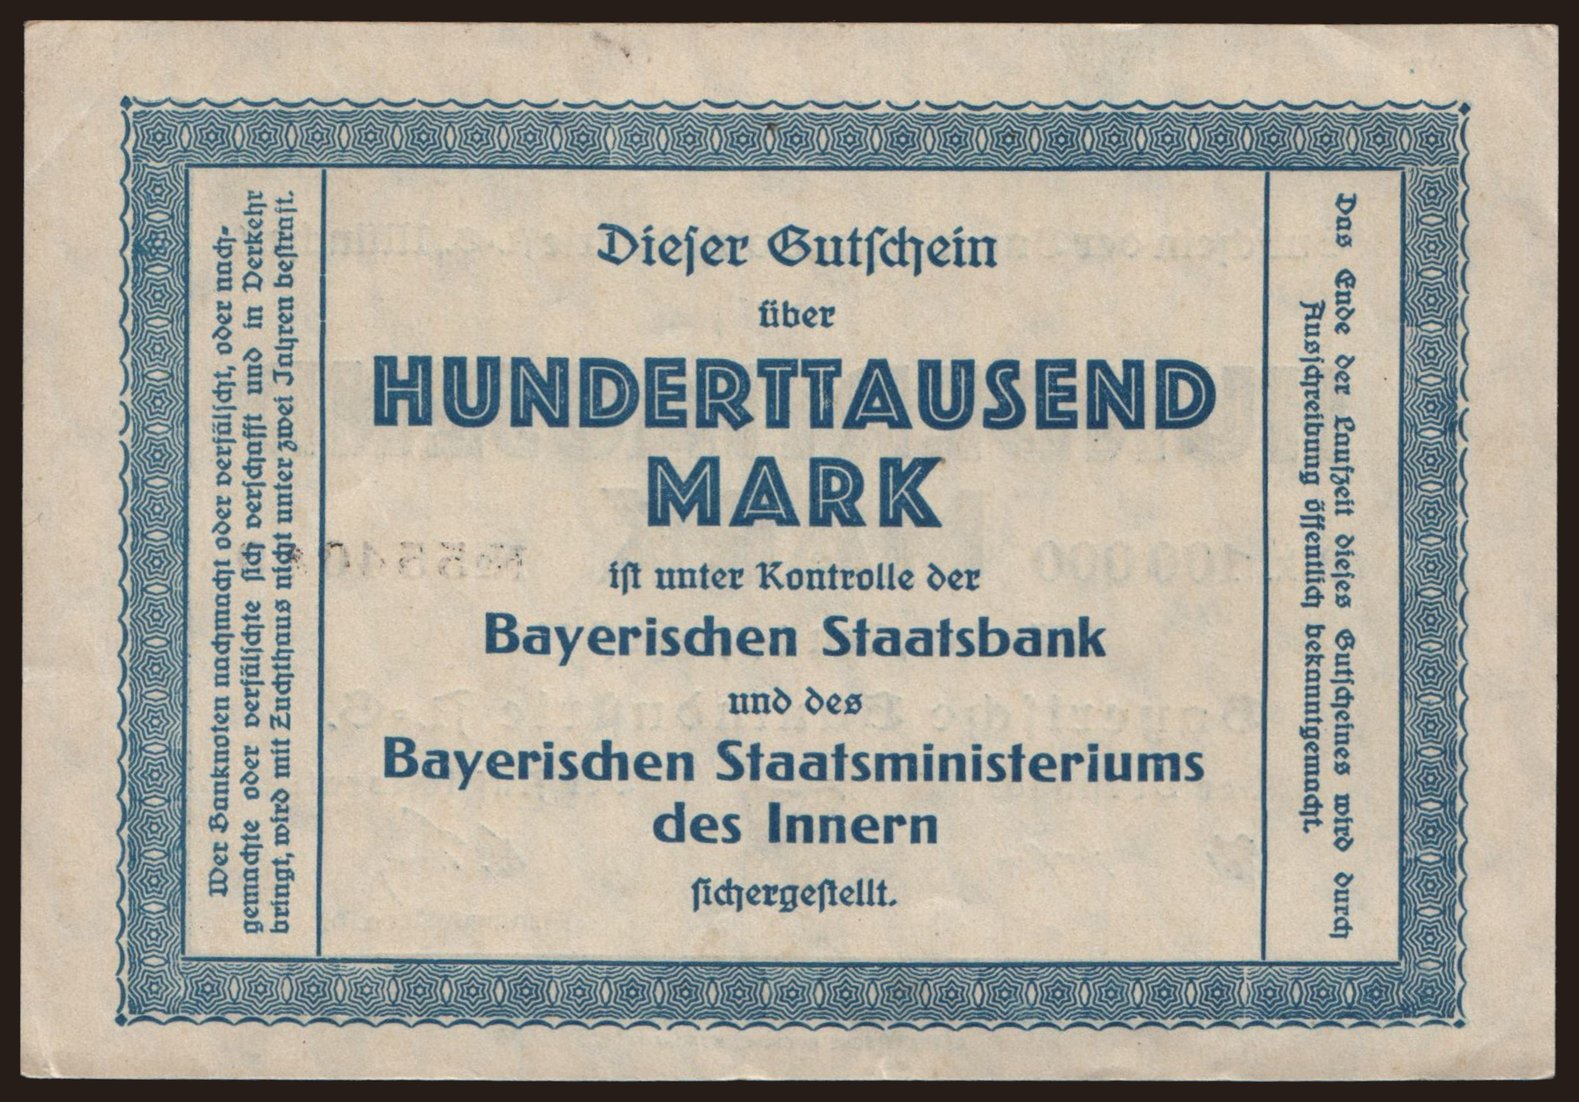 Wer Banknoten nachmacht oder verfälscht, oder nach-
gemachte oder verfälschte sich verschafft und in Verkehr
bringt, wird mit Zuchthaus nicht unter zwei Jahren bestraft.
Dieser Gutschein
über
HUNDERTTAUSEND
MARK
ist unter Kontrolle der
Bayerischen Staatsbank
und des
Bayerischen Staatsministeriums
des Innern
sichergestellt.
Das Ende der Laufzeit dieses Gutscheines wird durch
Ausschreibung öffentlich bekanntgemacht.